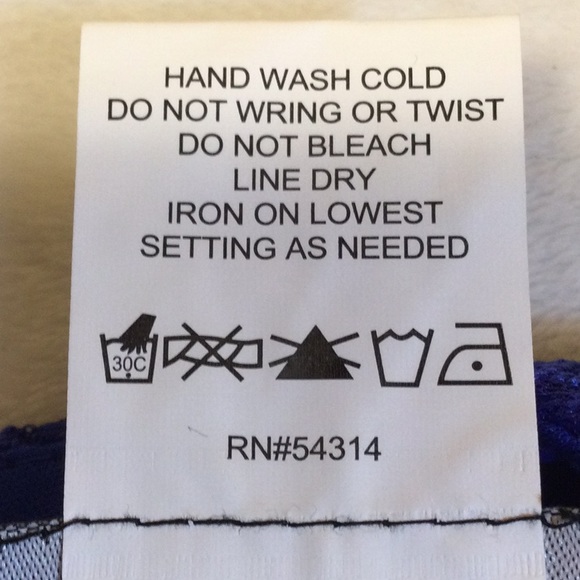 HAND WASH COLD
DO NOT WRING OR TWIST
DO NOT BLEACH
LINE DRY
IRON ON LOWEST
SETTING AS NEEDED
30C
RN#54314